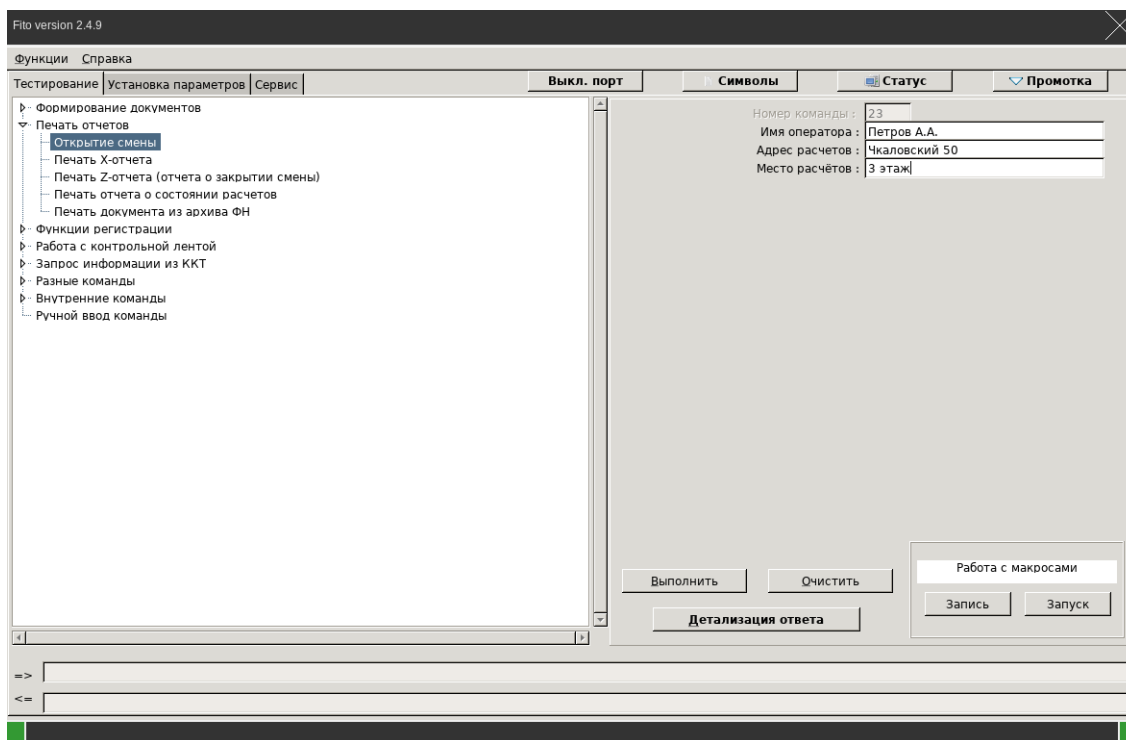 Fito version 2.4.9
Функции Справка
Тестирование Установка параметров Сервис Выкл. порт Символы Статус Промотка
Формирование документов
Печать отчетов
Открытие смены
Печать X-отчета
Печать Z-отчета (отчета о закрытии смены)
Печать отчета о состоянии расчетов
Печать документа из архива ФН
Функции регистрации
Работа с контрольной лентой
Запрос информации из ККТ
Разные команды
Внутренние команды
Ручной ввод команды
Номер команды : 23
Имя оператора : Петров А.А.
Адрес расчетов : Чкаловский 50
Место расчётов : 3 этаж
Выполнить Очистить
Детализация ответа
Работа с макросами
Запись Запуск
=>
<=